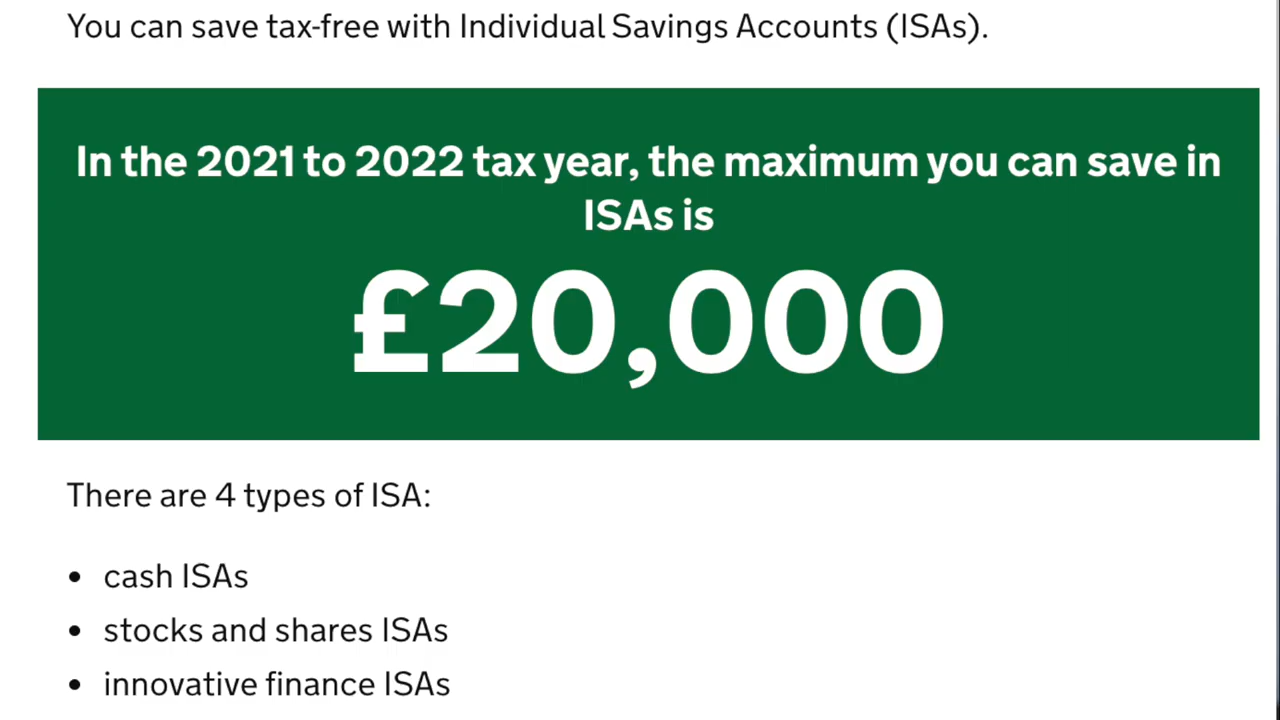 You can save tax-free with Individual Savings Accounts (ISAs).
In the 2021 to 2022 tax year, the maximum you can save in
ISAs is
£20,000
There are 4 types of ISA:
• cash ISAs
• stocks and shares ISAs
• innovative finance ISAs